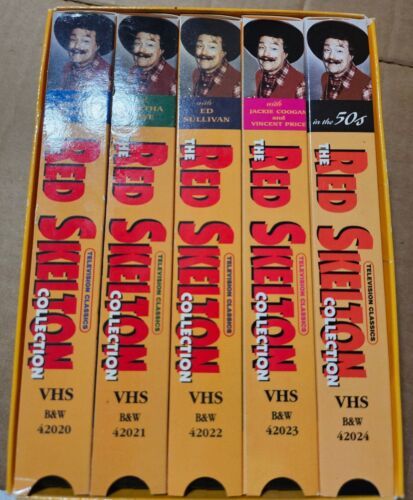 THE
RED SKELTON
COLLECTION
TELEVISION CLASSICS
VHS
B&W
42020
THE
RED SKELTON
COLLECTION
TELEVISION CLASSICS
VHS
B&W
42021
with
ED
SULLIVAN
THE
RED SKELTON
COLLECTION
TELEVISION CLASSICS
VHS
B&W
42022
with
JACKIE COOGAN
and
VINCENT PRICE
THE
RED SKELTON
COLLECTION
TELEVISION CLASSICS
VHS
B&W
42023
in the 50s
THE
RED SKELTON
COLLECTION
TELEVISION CLASSICS
VHS
B&W
42024